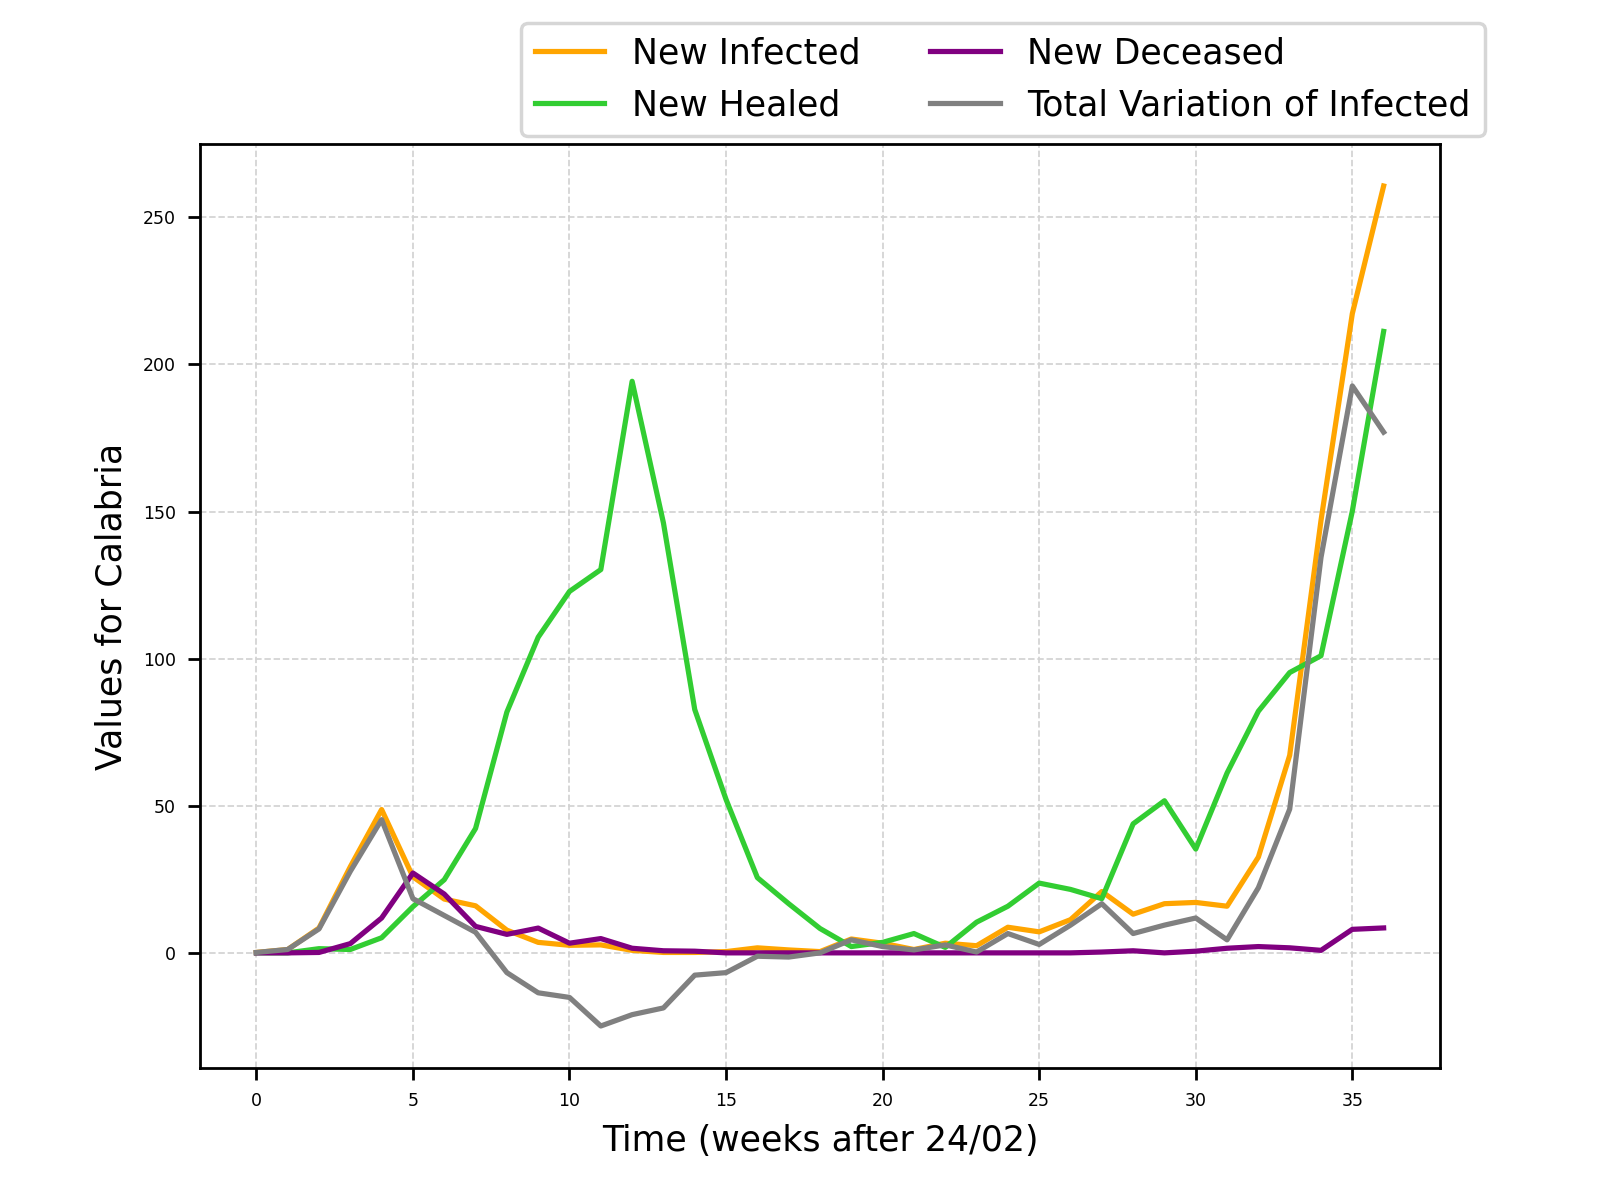 New Infected
New Healed
New Deceased
Total Variation of Infected
Values for Calabria
250
200
150
100
50
0
0 5 10 15 20 25 30 35
Time (weeks after 24/02)